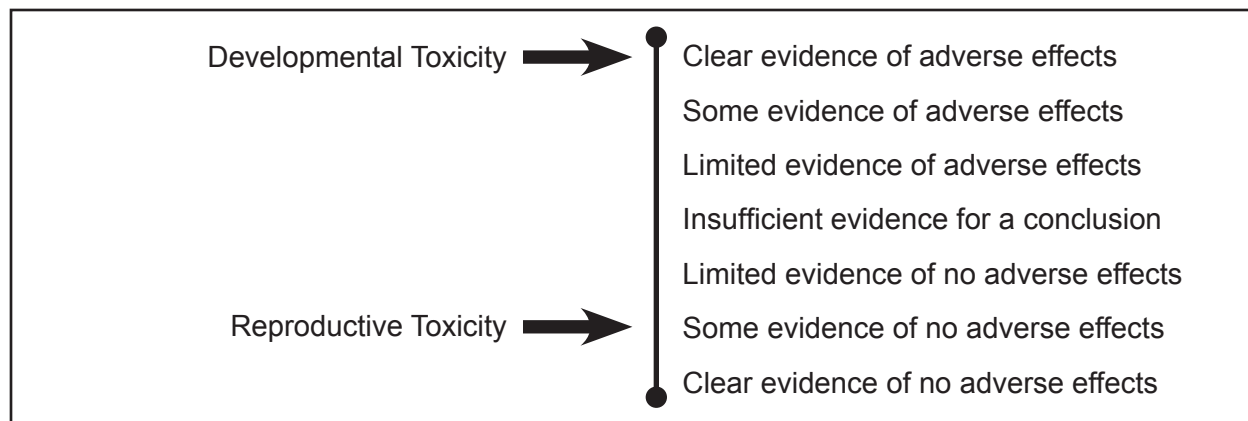 Developmental Toxicity Clear evidence of adverse effects
Some evidence of adverse effects
Limited evidence of adverse effects
Insufficient evidence for a conclusion
Limited evidence of no adverse effects
Reproductive Toxicity Some evidence of no adverse effects
Clear evidence of no adverse effects